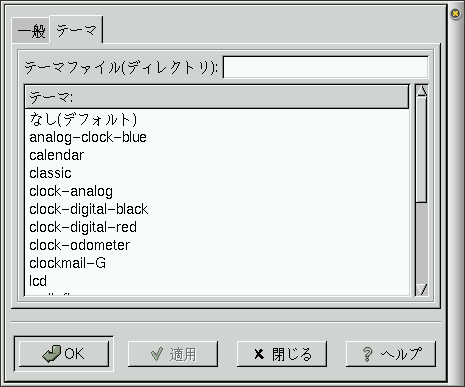 一般 テーマ
テーマファイル(ディレクトリ):
テーマ:
なし(デフォルト)
analog-clock-blue
calendar
classic
clock-analog
clock-digital-black
clock-digital-red
clock-odometer
clockmail-G
lcd
OK 適用 閉じる ヘルプ